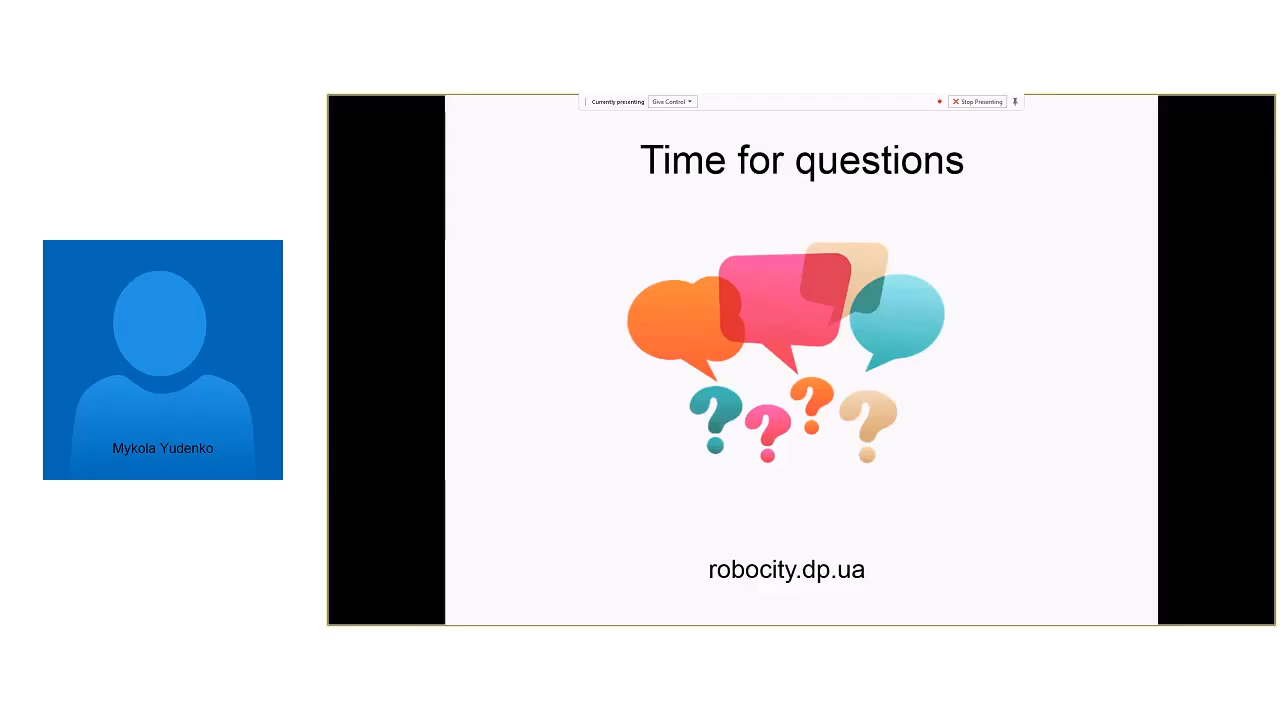 Currently presenting Give Control Stop Presenting
Time for questions
Mykola Yudenko
robocity.dp.ua